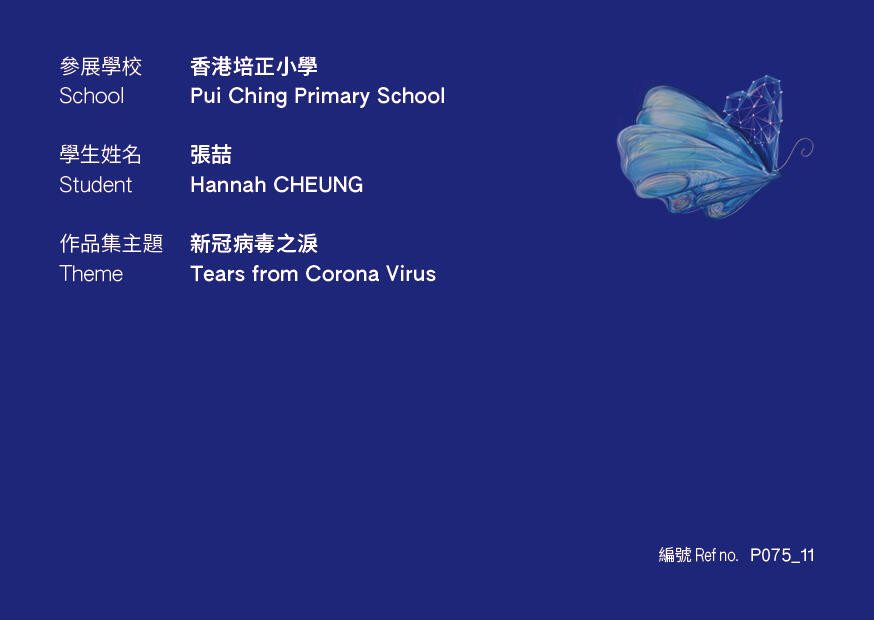 參展學校 香港培正小學
School Pui Ching Primary School
學生姓名 張喆
Student Hannah CHEUNG
作品集主題 新冠病毒之淚
Theme Tears from Corona Virus
編號 Ref no. P075_11